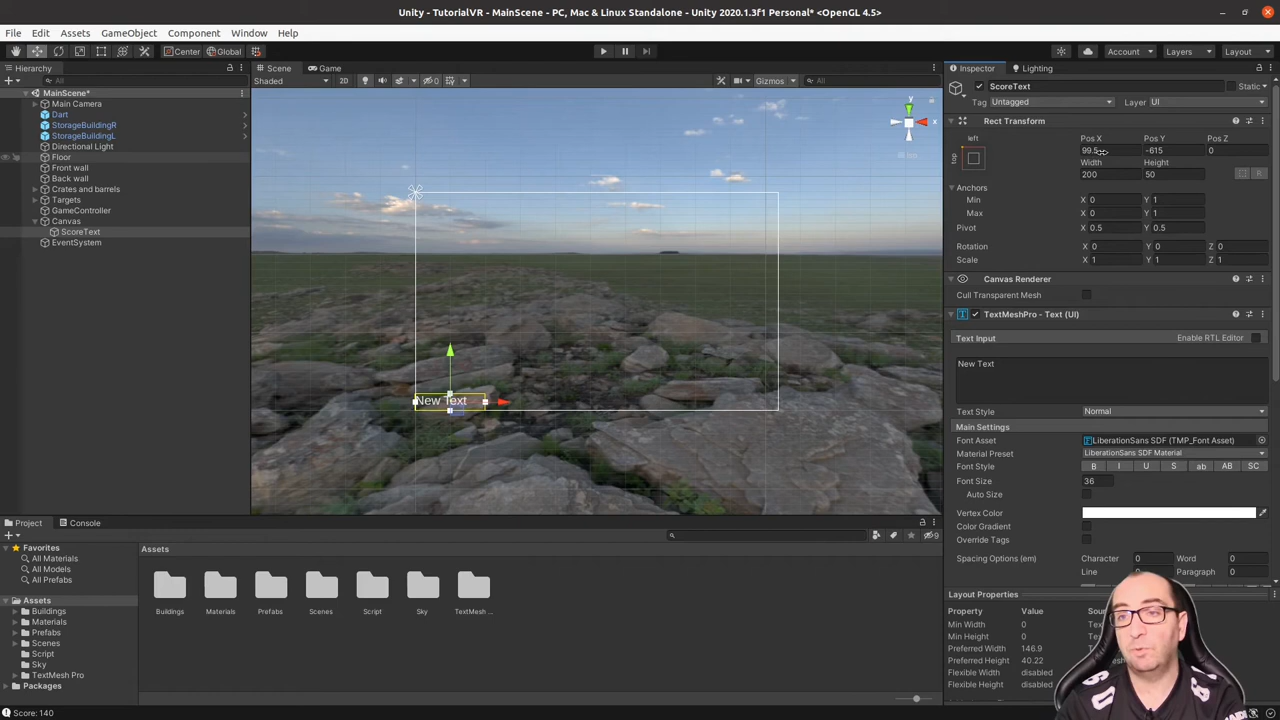 Unity - TutorialVR - MainScene - PC, Mac & Linux Standalone - Unity 2020.1.3f1 Personal* <OpenGL 4.5>
File Edit Assets GameObject Component Window Help
Center Global Account Layers Layout
Hierarchy
All
MainScene*
Main Camera
Dart
StorageBuildingR
StorageBuildingL
Directional Light
Floor
Front wall
Back wall
Crates and barrels
Targets
GameController
Canvas
ScoreText
EventSystem
Scene Game
Shaded 2D 0 Gizmos All
y
x
New Text
Inspector Lighting
ScoreText Static
Tag Untagged Layer UI
Rect Transform
left
top
Pos X Pos Y Pos Z
99.5 -615 0
Width Height
200 50
R
Anchors
Min X 0 Y 1
Max X 0 Y 1
Pivot X 0.5 Y 0.5
Rotation X 0 Y 0 Z 0
Scale X 1 Y 1 Z 1
Canvas Renderer
Cull Transparent Mesh
TextMeshPro - Text (UI)
Text Input Enable RTL Editor
New Text
Text Style Normal
Main Settings
Font Asset LiberationSans SDF (TMP_Font Asset)
Material Preset LiberationSans SDF Material
Font Style B I U S ab AB SC
Font Size 36
Auto Size
Vertex Color
Color Gradient
Override Tags
Spacing Options (em) Character 0 Word 0
Line Paragraph 0
Layout Properties
Property Value
Min Width 0
Min Height 0
Preferred Width 146.9
Preferred Height 40.22
Flexible Width disabled
Flexible Height disabled
Project Console
9
Favorites
All Materials
All Models
All Prefabs
Assets
Buildings
Materials
Prefabs
Scenes
Script
Sky
TextMesh Pro
Packages
Assets
Buildings Materials Prefabs Scenes Script Sky TextMesh ...
Score: 140